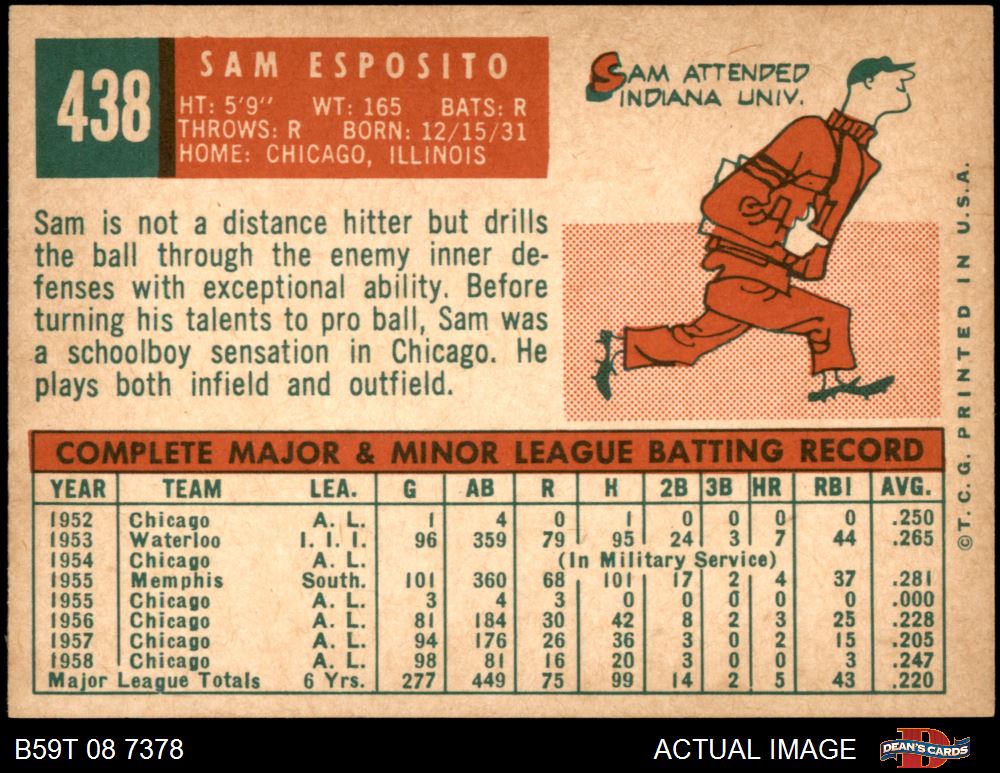 438
SAM ESPOSITO
HT: 5'9" WT: 165 BATS: R
THROWS: R BORN: 12/15/31
HOME: CHICAGO, ILLINOIS
SAM ATTENDED
INDIANA UNIV.
Sam is not a distance hitter but drills
the ball through the enemy inner de-
fenses with exceptional ability. Before
turning his talents to pro ball, Sam was
a schoolboy sensation in Chicago. He
plays both infield and outfield.
©T.C.G. PRINTED IN U.S.A.
COMPLETE MAJOR & MINOR LEAGUE BATTING RECORD
YEAR TEAM LEA. G AB R H 2B 3B HR RBI AVG.
1952 Chicago A. L. 1 4 0 1 0 0 0 0 .250
1953 Waterloo I. I. I. 96 359 79 95 24 3 7 44 .265
1954 Chicago A. L. (In Military Service)
1955 Memphis South. 101 360 68 101 17 2 4 37 .281
1955 Chicago A. L. 3 4 3 0 0 0 0 0 .000
1956 Chicago A. L. 81 184 30 42 8 2 3 25 .228
1957 Chicago A. L. 94 176 26 36 3 0 2 15 .205
1958 Chicago A. L. 98 81 16 20 3 0 0 3 .247
Major League Totals 6 Yrs. 277 449 75 99 14 2 5 43 .220
B59T 08 7378 ACTUAL IMAGE DEAN'S CARDS